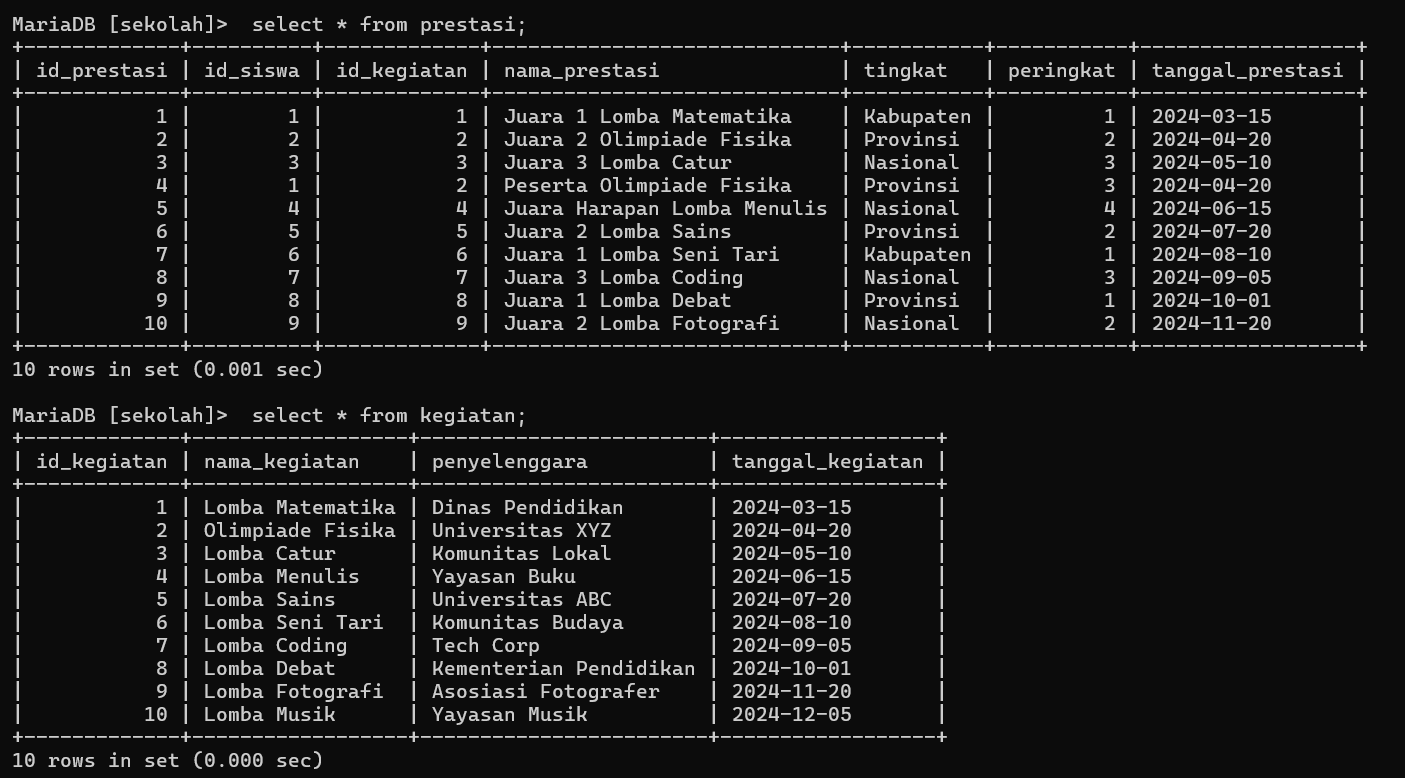 MariaDB [sekolah]>  select * from prestasi;
+-------------+----------+-------------+-----------------------------+-----------+-----------+------------------+
| id_prestasi | id_siswa | id_kegiatan | nama_prestasi               | tingkat   | peringkat | tanggal_prestasi |
+-------------+----------+-------------+-----------------------------+-----------+-----------+------------------+
|           1 |        1 |           1 | Juara 1 Lomba Matematika    | Kabupaten |         1 | 2024-03-15       |
|           2 |        2 |           2 | Juara 2 Olimpiade Fisika    | Provinsi  |         2 | 2024-04-20       |
|           3 |        3 |           3 | Juara 3 Lomba Catur         | Nasional  |         3 | 2024-05-10       |
|           4 |        1 |           2 | Peserta Olimpiade Fisika    | Provinsi  |         3 | 2024-04-20       |
|           5 |        4 |           4 | Juara Harapan Lomba Menulis | Nasional  |         4 | 2024-06-15       |
|           6 |        5 |           5 | Juara 2 Lomba Sains         | Provinsi  |         2 | 2024-07-20       |
|           7 |        6 |           6 | Juara 1 Lomba Seni Tari     | Kabupaten |         1 | 2024-08-10       |
|           8 |        7 |           7 | Juara 3 Lomba Coding        | Nasional  |         3 | 2024-09-05       |
|           9 |        8 |           8 | Juara 1 Lomba Debat         | Provinsi  |         1 | 2024-10-01       |
|          10 |        9 |           9 | Juara 2 Lomba Fotografi     | Nasional  |         2 | 2024-11-20       |
+-------------+----------+-------------+-----------------------------+-----------+-----------+------------------+
10 rows in set (0.001 sec)

MariaDB [sekolah]>  select * from kegiatan;
+-------------+------------------+------------------------+------------------+
| id_kegiatan | nama_kegiatan    | penyelenggara          | tanggal_kegiatan |
+-------------+------------------+------------------------+------------------+
|           1 | Lomba Matematika | Dinas Pendidikan       | 2024-03-15       |
|           2 | Olimpiade Fisika | Universitas XYZ        | 2024-04-20       |
|           3 | Lomba Catur      | Komunitas Lokal        | 2024-05-10       |
|           4 | Lomba Menulis    | Yayasan Buku           | 2024-06-15       |
|           5 | Lomba Sains      | Universitas ABC        | 2024-07-20       |
|           6 | Lomba Seni Tari  | Komunitas Budaya       | 2024-08-10       |
|           7 | Lomba Coding     | Tech Corp              | 2024-09-05       |
|           8 | Lomba Debat      | Kementerian Pendidikan | 2024-10-01       |
|           9 | Lomba Fotografi  | Asosiasi Fotografer    | 2024-11-20       |
|          10 | Lomba Musik      | Yayasan Musik          | 2024-12-05       |
+-------------+------------------+------------------------+------------------+
10 rows in set (0.000 sec)